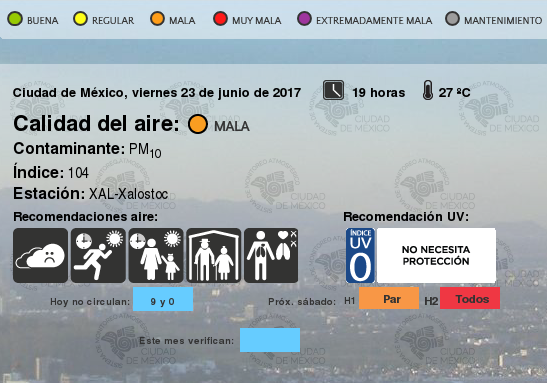 BUENA REGULAR MALA MUY MALA EXTREMADAMENTE MALA MANTENIMIENTO
Ciudad de México, viernes 23 de junio de 2017 19 horas 27 ºC
Calidad del aire: MALA
Contaminante: PM10
Índice: 104
Estación: XAL-Xalostoc
Recomendaciones aire: Recomendación UV:
ÍNDICE
UV
0
NO NECESITA
PROTECCIÓN
Hoy no circulan: 9 y 0 Próx. sábado: H1 Par H2 Todos
Este mes verifican: